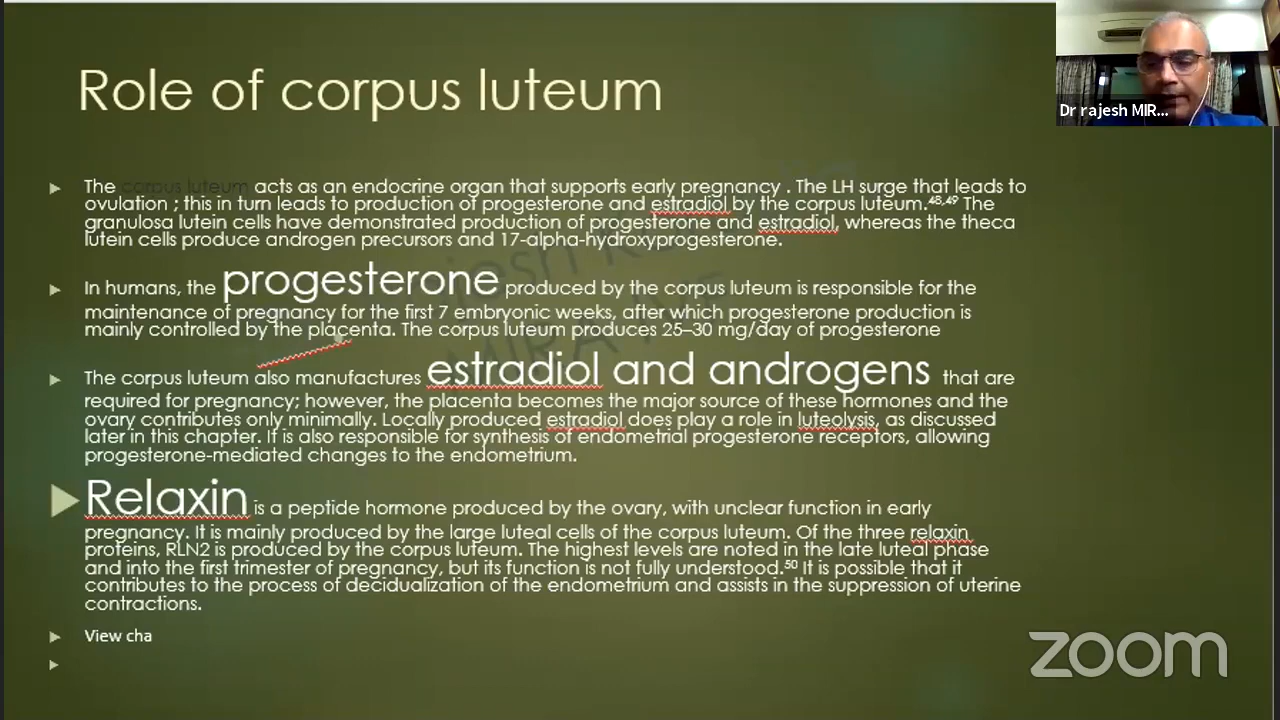 Role of corpus luteum
Dr rajesh MIR...
The corpus luteum acts as an endocrine organ that supports early pregnancy . The LH surge that leads to
ovulation ; this in turn leads to production of progesterone and estradiol by the corpus luteum.48,49 The
granulosa lutein cells have demonstrated production of progesterone and estradiol, whereas the theca
lutein cells produce androgen precursors and 17-alpha-hydroxyprogesterone.
In humans, the progesterone produced by the corpus luteum is responsible for the
maintenance of pregnancy for the first 7 embryonic weeks, after which progesterone production is
mainly controlled by the placenta. The corpus luteum produces 25–30 mg/day of progesterone
The corpus luteum also manufactures estradiol and androgens that are
required for pregnancy; however, the placenta becomes the major source of these hormones and the
ovary contributes only minimally. Locally produced estradiol does play a role in luteolysis, as discussed
later in this chapter. It is also responsible for synthesis of endometrial progesterone receptors, allowing
progesterone-mediated changes to the endometrium.
Relaxin is a peptide hormone produced by the ovary, with unclear function in early
pregnancy. It is mainly produced by the large luteal cells of the corpus luteum. Of the three relaxin
proteins, RLN2 is produced by the corpus luteum. The highest levels are noted in the late luteal phase
and into the first trimester of pregnancy, but its function is not fully understood.50 It is possible that it
contributes to the process of decidualization of the endometrium and assists in the suppression of uterine
contractions.
View cha
zoom